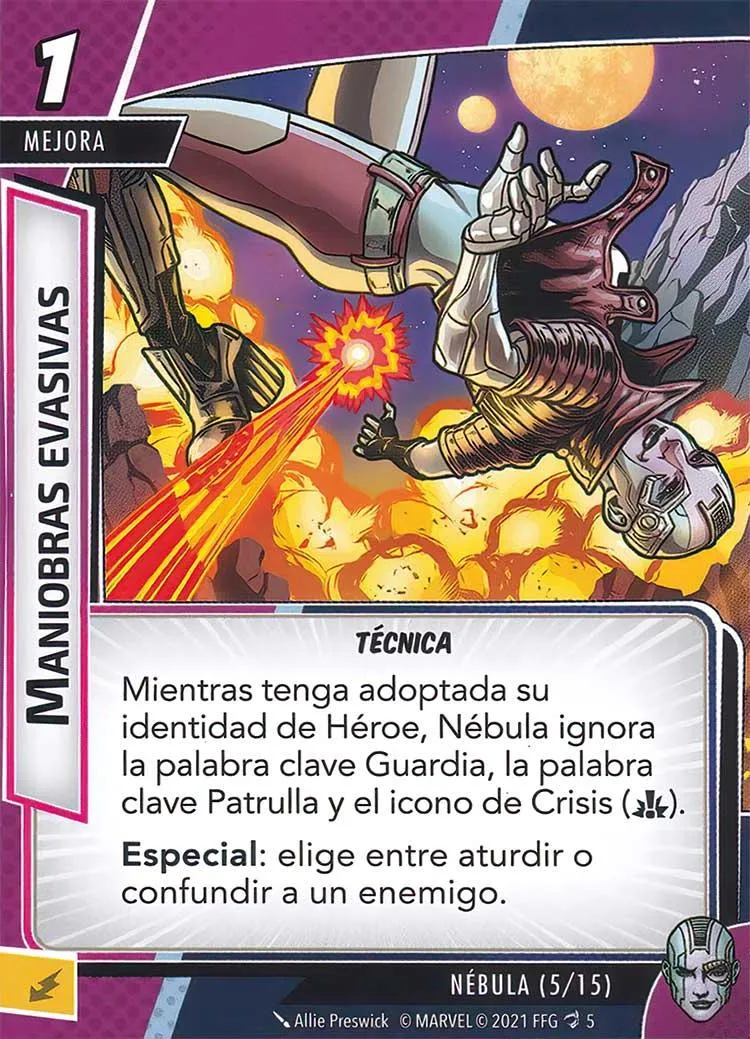 1
MEJORA
MANIOBRAS EVASIVAS
TÉCNICA
Mientras tenga adoptada su
identidad de Héroe, Nébula ignora
la palabra clave Guardia, la palabra
clave Patrulla y el icono de Crisis ().
Especial: elige entre aturdir o
confundir a un enemigo.
NÉBULA (5/15)
Allie Preswick © MARVEL © 2021 FFG 5